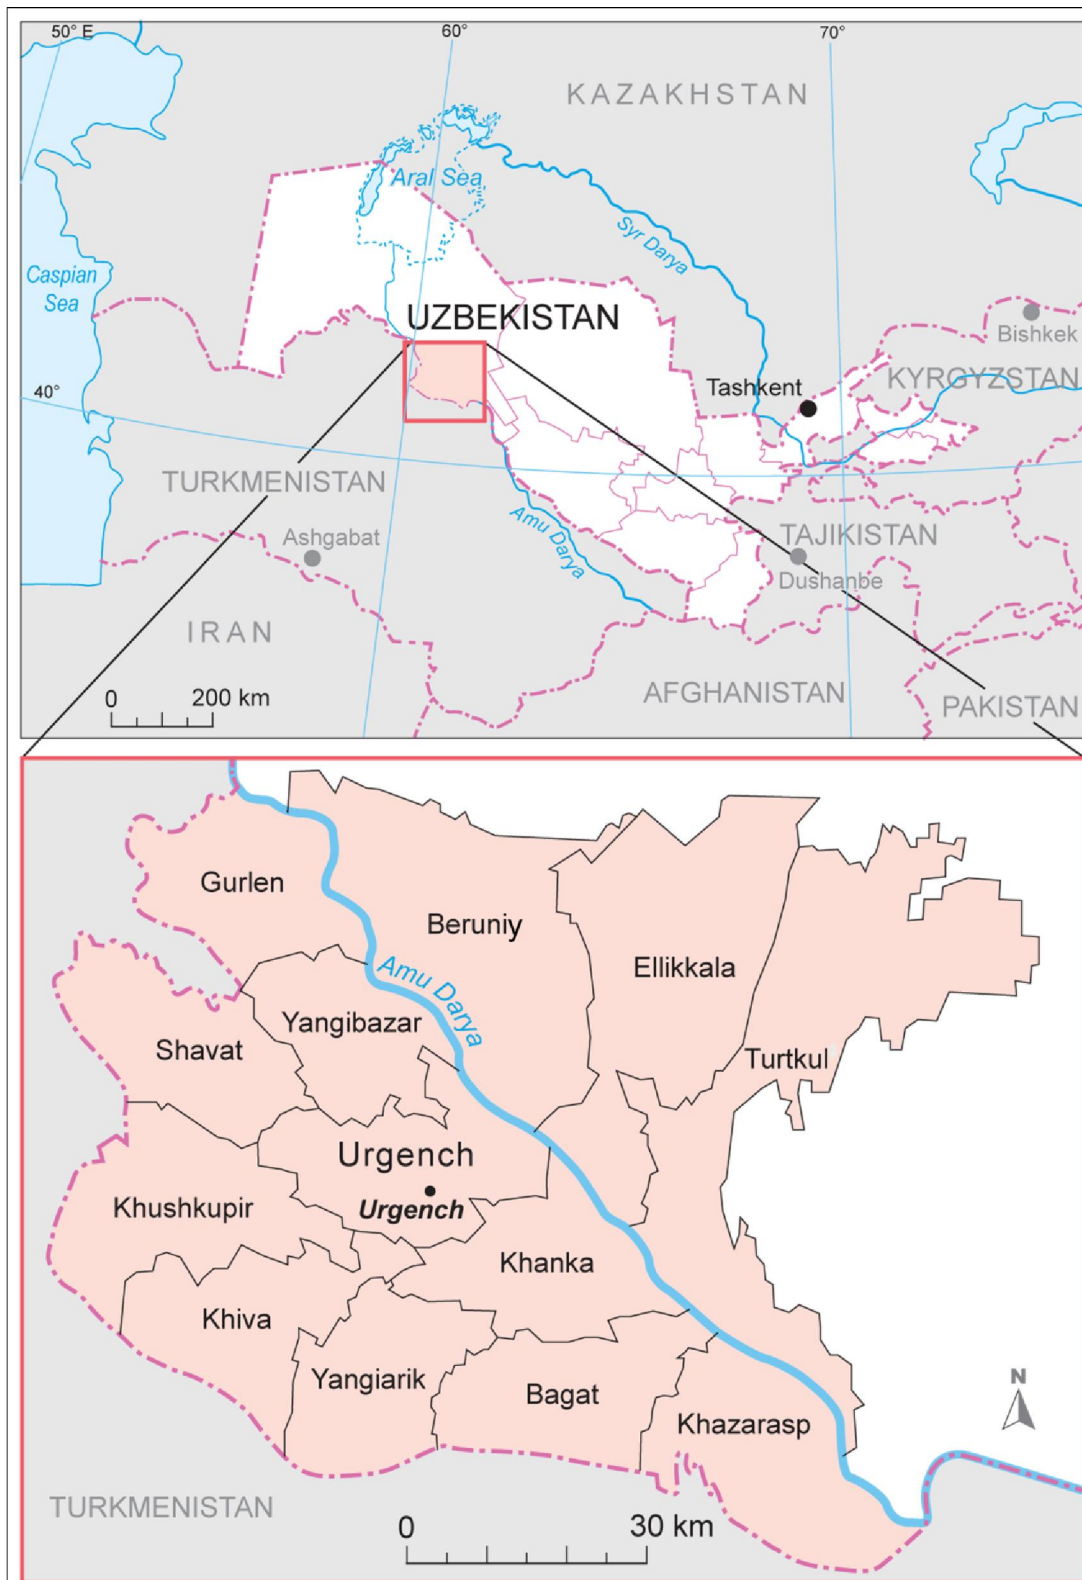 50° E
60°
70°
KAZAKHSTAN
Aral Sea
Syr Darya
Caspian
Sea
UZBEKISTAN
Bishkek
KYRGYZSTAN
Tashkent
40°
TURKMENISTAN
Ashgabat
Amu Darya
TAJIKISTAN
Dushanbe
IRAN
AFGHANISTAN
PAKISTAN
0 200 km
Gurlen
Beruniy
Ellikkala
Amu Darya
Yangibazar
Shavat
Turtkul
Urgench
Urgench
Khushkupir
Khanka
Khiva
Yangiarik
Bagat
Khazarasp
N
TURKMENISTAN
0 30 km